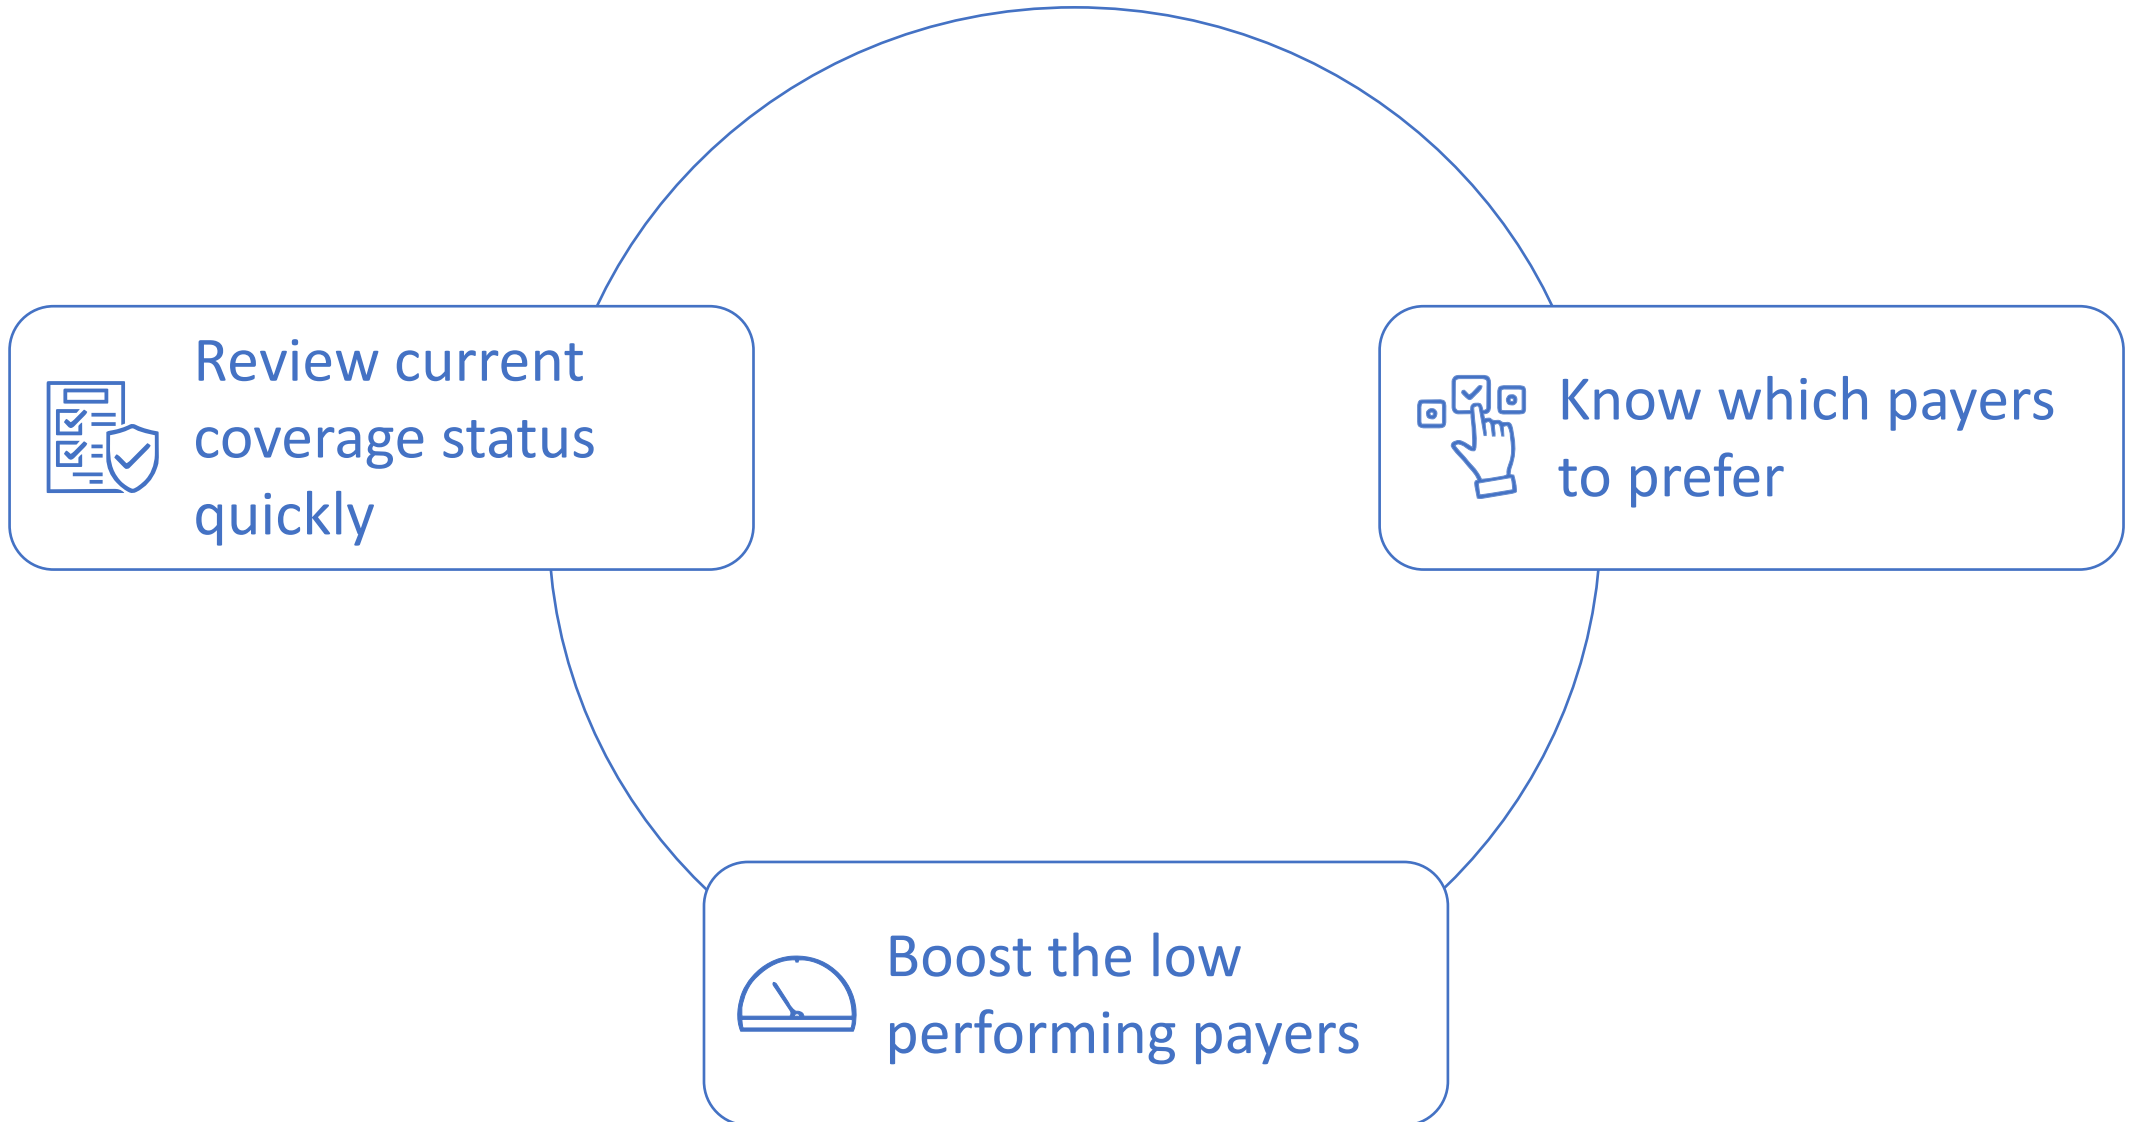 Review current
coverage status
quickly
Know which payers
to prefer
Boost the low
performing payers